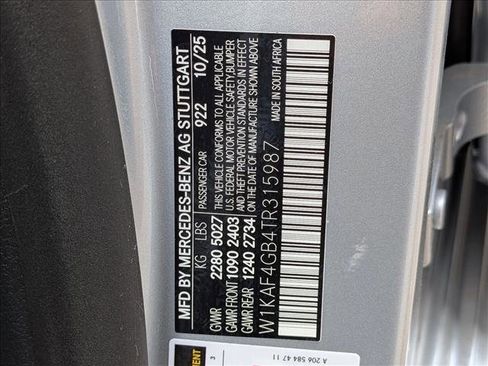 MFD BY MERCEDES-BENZ AG STUTTGART
922 10/25
PASSENGER CAR
THIS VEHICLE CONFORMS TO ALL APPLICABLE
U.S. FEDERAL MOTOR VEHICLE SAFETY, BUMPER
AND THEFT PREVENTION STANDARDS IN EFFECT
ON THE DATE OF MANUFACTURE SHOWN ABOVE
KG LBS
GVWR 2280 5027
GAWR FRONT 1090 2403
GAWR REAR 1240 2734
MADE IN SOUTH AFRICA
W1KAF4GB4TR315987
A 206 584 47 11
3